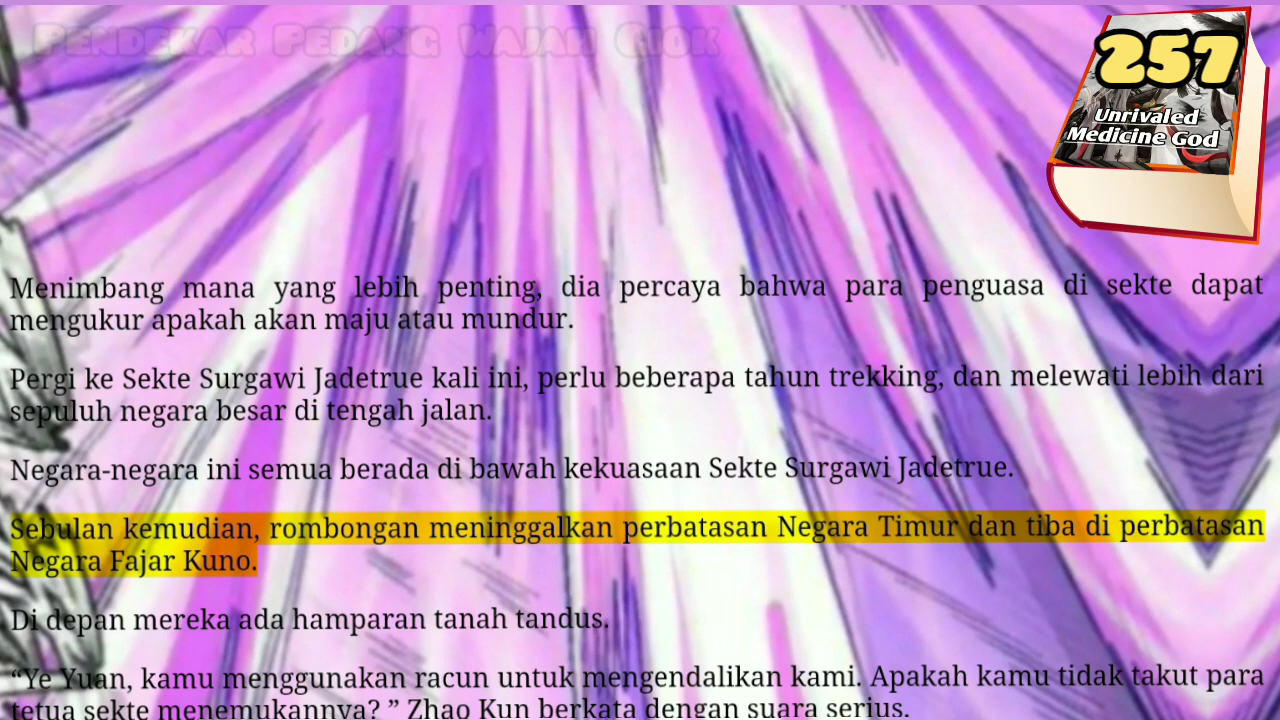 Pendekar Pedang Wajah Giok
257
Unrivaled
Medicine God
Menimbang mana yang lebih penting, dia percaya bahwa para penguasa di sekte dapat
mengukur apakah akan maju atau mundur.
Pergi ke Sekte Surgawi Jadetrue kali ini, perlu beberapa tahun trekking, dan melewati lebih dari
sepuluh negara besar di tengah jalan.
Negara-negara ini semua berada di bawah kekuasaan Sekte Surgawi Jadetrue.
Sebulan kemudian, rombongan meninggalkan perbatasan Negara Timur dan tiba di perbatasan
Negara Fajar Kuno.
Di depan mereka ada hamparan tanah tandus.
“Ye Yuan, kamu menggunakan racun untuk mengendalikan kami. Apakah kamu tidak takut para
tetua sekte menemukannya? ” Zhao Kun berkata dengan suara serius.